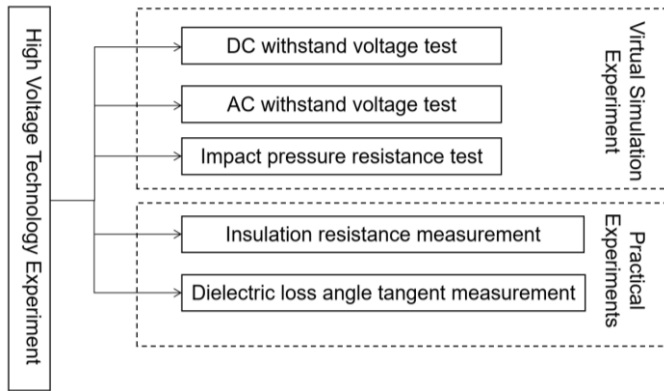 High Voltage Technology Experiment
DC withstand voltage test
AC withstand voltage test
Impact pressure resistance test
Virtual Simulation
Experiment
Insulation resistance measurement
Dielectric loss angle tangent measurement
Practical
Experiments